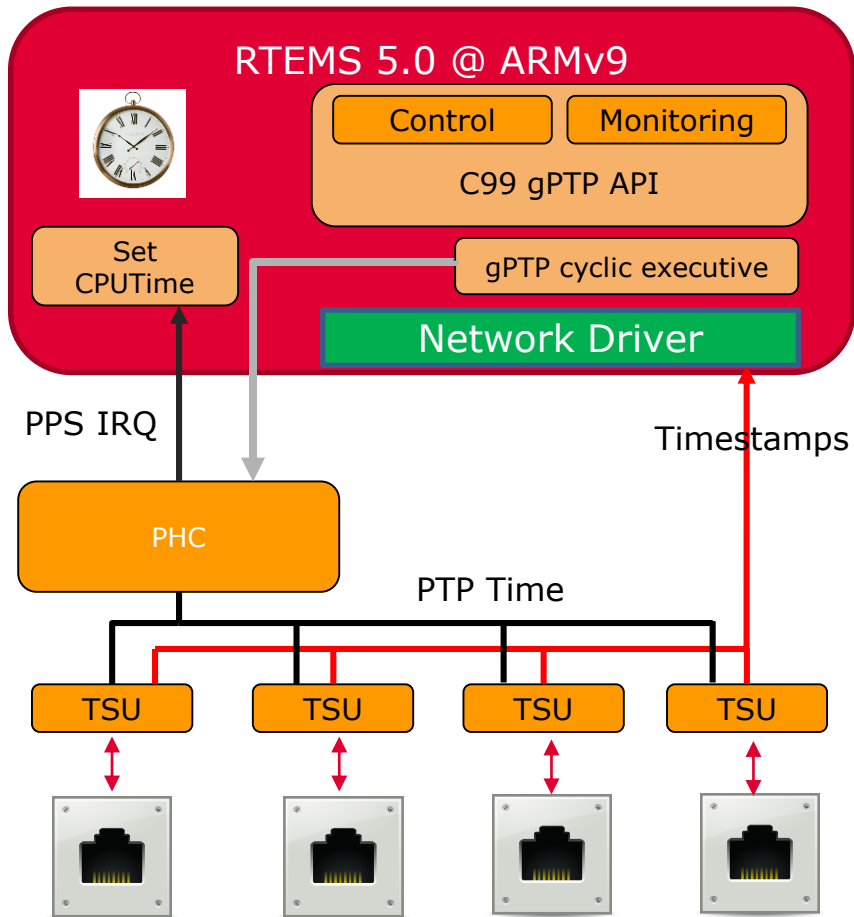 RTEMS 5.0 @ ARMv9
Control
Monitoring
C99 gPTP API
Set
CPUTime
gPTP cyclic executive
Network Driver
PPS IRQ
Timestamps
PHC
PTP Time
TSU
TSU
TSU
TSU